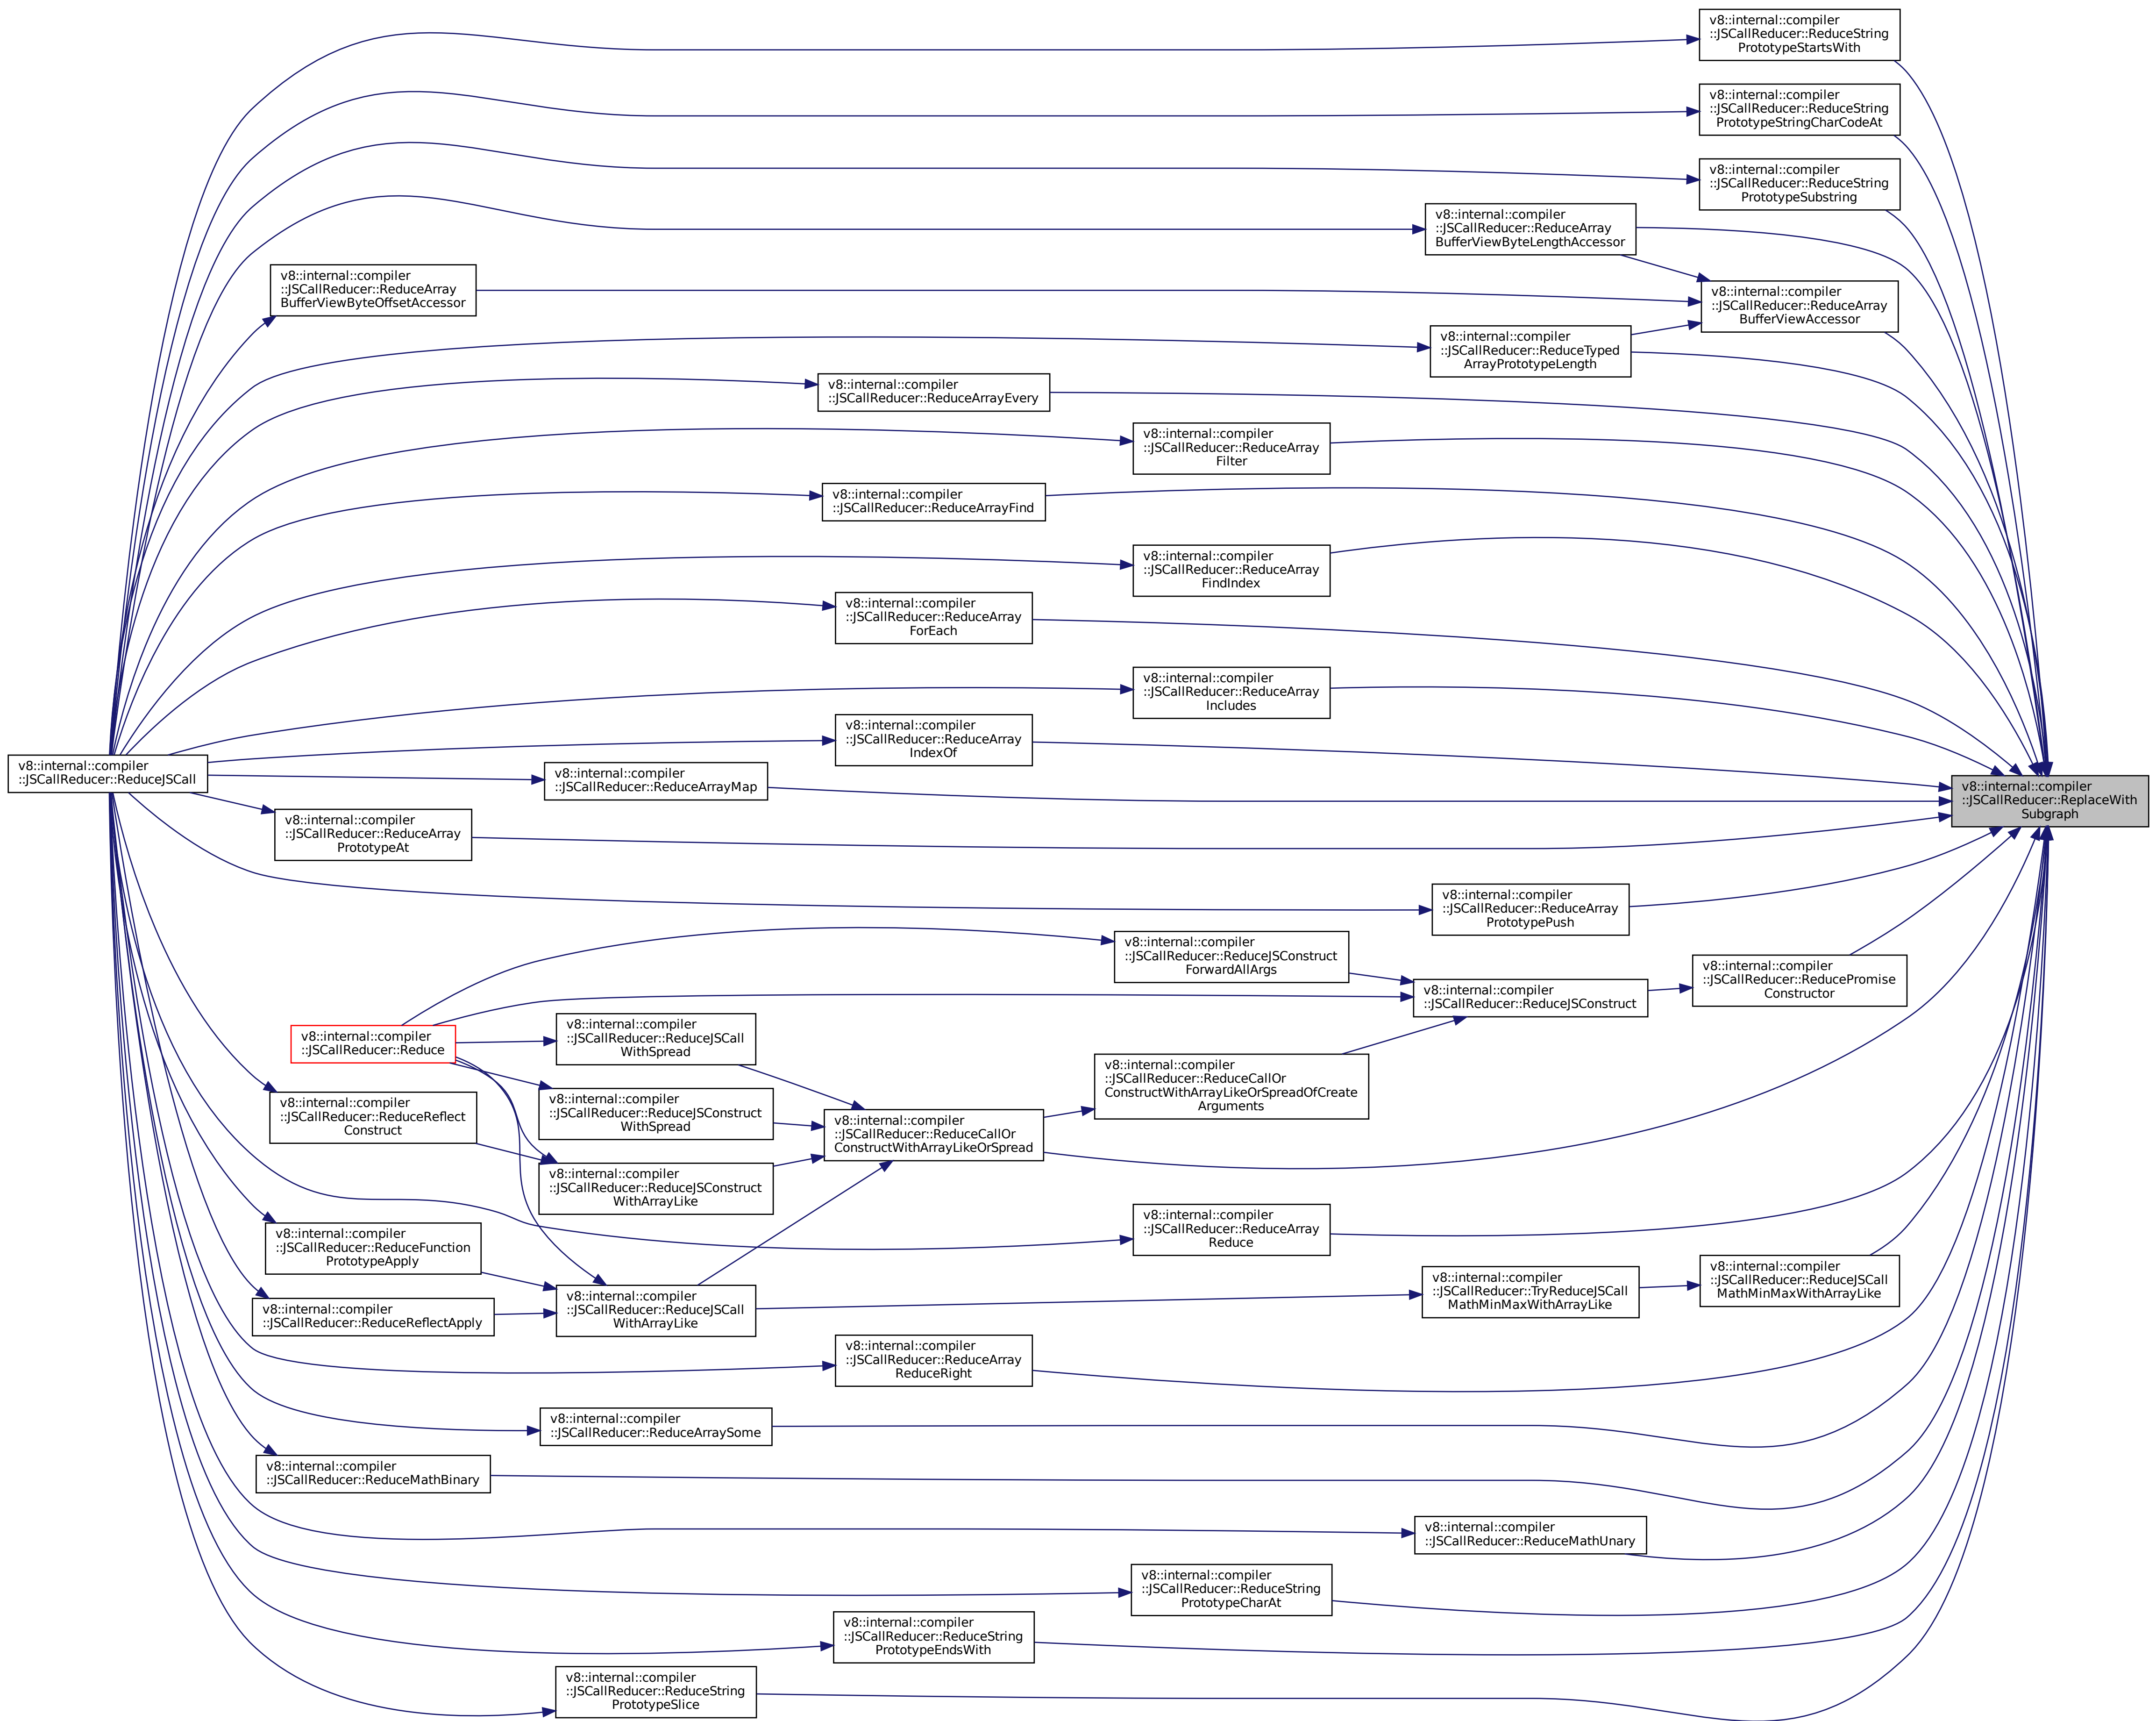 v8::internal::compiler
::JSCallReducer::ReduceString
PrototypeStartsWith
v8::internal::compiler
::JSCallReducer::ReduceString
PrototypeStringCharCodeAt
v8::internal::compiler
::JSCallReducer::ReduceString
PrototypeSubstring
v8::internal::compiler
::JSCallReducer::ReduceArray
BufferViewByteLengthAccessor
v8::internal::compiler
::JSCallReducer::ReduceArray
BufferViewByteOffsetAccessor
v8::internal::compiler
::JSCallReducer::ReduceArray
BufferViewAccessor
v8::internal::compiler
::JSCallReducer::ReduceTyped
ArrayPrototypeLength
v8::internal::compiler
::JSCallReducer::ReduceArrayEvery
v8::internal::compiler
::JSCallReducer::ReduceArray
Filter
v8::internal::compiler
::JSCallReducer::ReduceArrayFind
v8::internal::compiler
::JSCallReducer::ReduceArray
FindIndex
v8::internal::compiler
::JSCallReducer::ReduceArray
ForEach
v8::internal::compiler
::JSCallReducer::ReduceArray
Includes
v8::internal::compiler
::JSCallReducer::ReduceArray
IndexOf
v8::internal::compiler
::JSCallReducer::ReduceJSCall
v8::internal::compiler
::JSCallReducer::ReduceArrayMap
v8::internal::compiler
::JSCallReducer::ReplaceWith
Subgraph
v8::internal::compiler
::JSCallReducer::ReduceArray
PrototypeAt
v8::internal::compiler
::JSCallReducer::ReduceArray
PrototypePush
v8::internal::compiler
::JSCallReducer::ReduceJSConstruct
ForwardAllArgs
v8::internal::compiler
::JSCallReducer::ReducePromise
Constructor
v8::internal::compiler
::JSCallReducer::ReduceJSConstruct
v8::internal::compiler
::JSCallReducer::Reduce
v8::internal::compiler
::JSCallReducer::ReduceJSCall
WithSpread
v8::internal::compiler
::JSCallReducer::ReduceCallOr
ConstructWithArrayLikeOrSpreadOfCreate
Arguments
v8::internal::compiler
::JSCallReducer::ReduceReflect
Construct
v8::internal::compiler
::JSCallReducer::ReduceJSConstruct
WithSpread
v8::internal::compiler
::JSCallReducer::ReduceCallOr
ConstructWithArrayLikeOrSpread
v8::internal::compiler
::JSCallReducer::ReduceJSConstruct
WithArrayLike
v8::internal::compiler
::JSCallReducer::ReduceArray
Reduce
v8::internal::compiler
::JSCallReducer::ReduceFunction
PrototypeApply
v8::internal::compiler
::JSCallReducer::ReduceJSCall
MathMinMaxWithArrayLike
v8::internal::compiler
::JSCallReducer::TryReduceJSCall
MathMinMaxWithArrayLike
v8::internal::compiler
::JSCallReducer::ReduceJSCall
WithArrayLike
v8::internal::compiler
::JSCallReducer::ReduceReflectApply
v8::internal::compiler
::JSCallReducer::ReduceArray
ReduceRight
v8::internal::compiler
::JSCallReducer::ReduceArraySome
v8::internal::compiler
::JSCallReducer::ReduceMathBinary
v8::internal::compiler
::JSCallReducer::ReduceMathUnary
v8::internal::compiler
::JSCallReducer::ReduceString
PrototypeCharAt
v8::internal::compiler
::JSCallReducer::ReduceString
PrototypeEndsWith
v8::internal::compiler
::JSCallReducer::ReduceString
PrototypeSlice